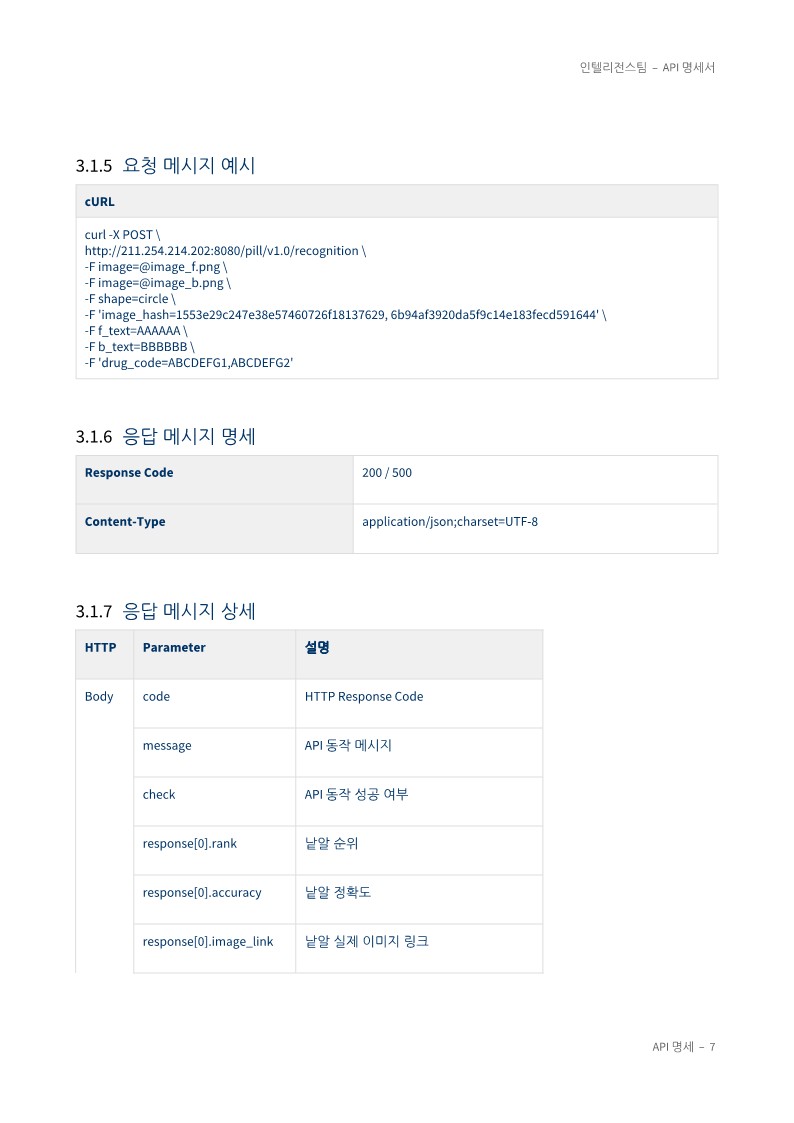 인텔리전스팀 – API 명세서
3.1.5 요청 메시지 예시
cURL
curl -X POST \
http://211.254.214.202:8080/pill/v1.0/recognition \
-F image=@image_f.png \
-F image=@image_b.png \
-F shape=circle \
-F 'image_hash=1553e29c247e38e57460726f18137629, 6b94af3920da5f9c14e183fecd591644' \
-F f_text=AAAAAA \
-F b_text=BBBBBB \
-F 'drug_code=ABCDEFG1,ABCDEFG2'
3.1.6 응답 메시지 명세
Response Code 200 / 500
Content-Type application/json;charset=UTF-8
3.1.7 응답 메시지 상세
HTTP Parameter 설명
Body code HTTP Response Code
message API 동작 메시지
check API 동작 성공 여부
response[0].rank 낱알 순위
response[0].accuracy 낱알 정확도
response[0].image_link 낱알 실제 이미지 링크
API 명세 – 7